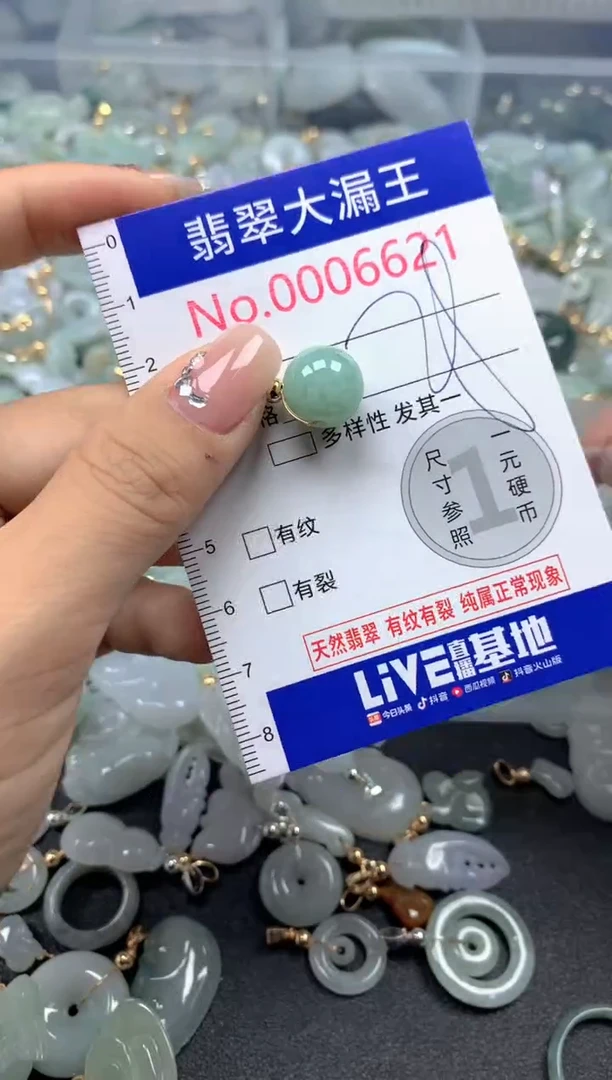 翡翠大漏王
No.0006621
0
1
2
格
多样性 发其一
5
有纹
6
有裂
一元硬币
1
尺寸参照
天然翡翠 有纹有裂 纯属正常现象
7
LiVE直播基地
8
头条 今日头条 抖音 西瓜视频 抖音火山版